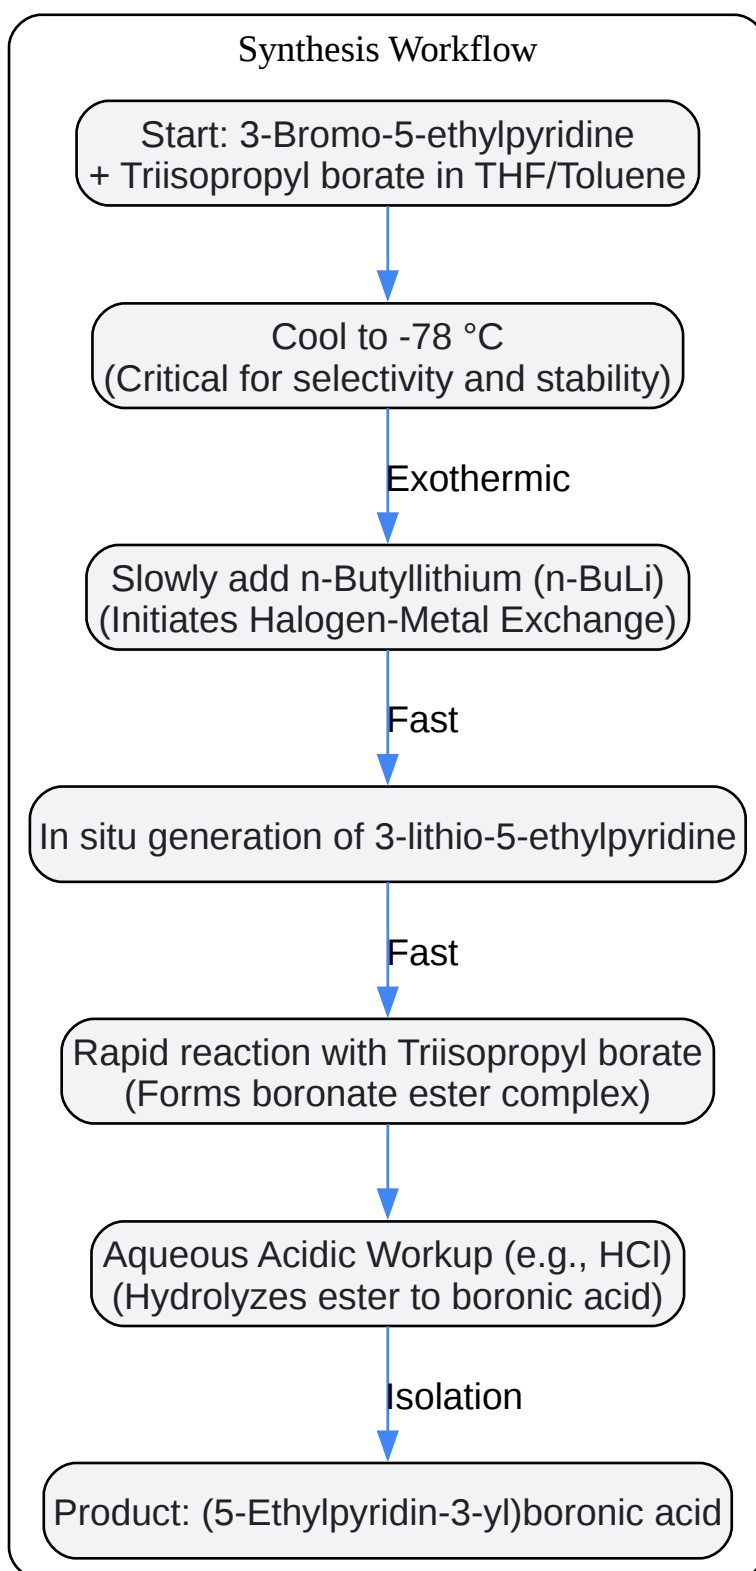 Synthesis Workflow
Start: 3-Bromo-5-ethylpyridine
+ Triisopropyl borate in THF/Toluene
Cool to -78 °C
(Critical for selectivity and stability)
Exothermic
Slowly add n-Butyllithium (n-BuLi)
(Initiates Halogen-Metal Exchange)
Fast
In situ generation of 3-lithio-5-ethylpyridine
Fast
Rapid reaction with Triisopropyl borate
(Forms boronate ester complex)
Aqueous Acidic Workup (e.g., HCl)
(Hydrolyzes ester to boronic acid)
Isolation
Product: (5-Ethylpyridin-3-yl)boronic acid